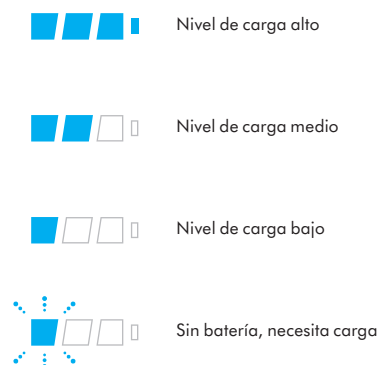 Nivel de carga alto
Nivel de carga medio
Nivel de carga bajo
Sin batería, necesita carga